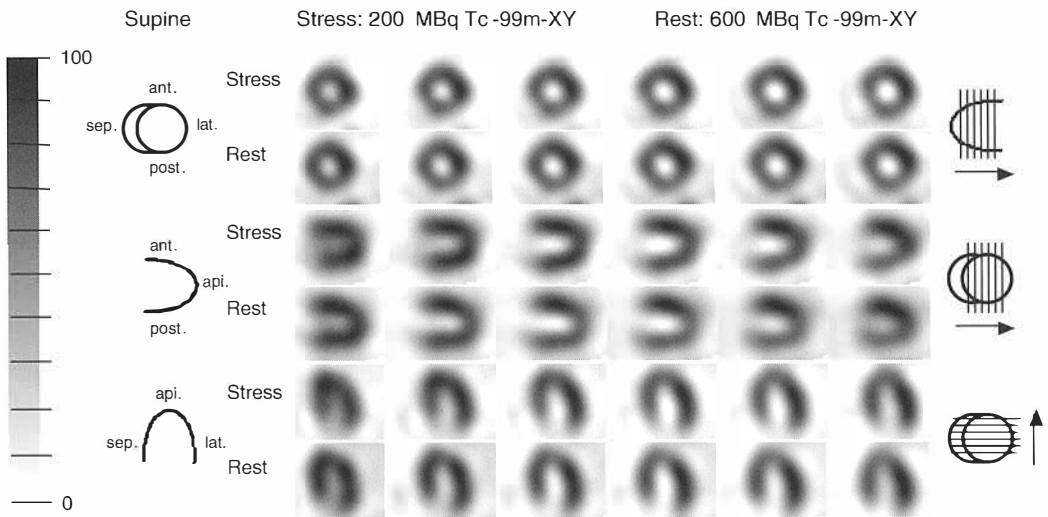 Supine Stress: 200 MBq Tc -99m-XY Rest: 600 MBq Tc -99m-XY
100
Stress
ant.
sep. lat.
Rest
post.
Stress
ant.
api.
Rest
post.
Stress
api.
sep. lat.
Rest
0